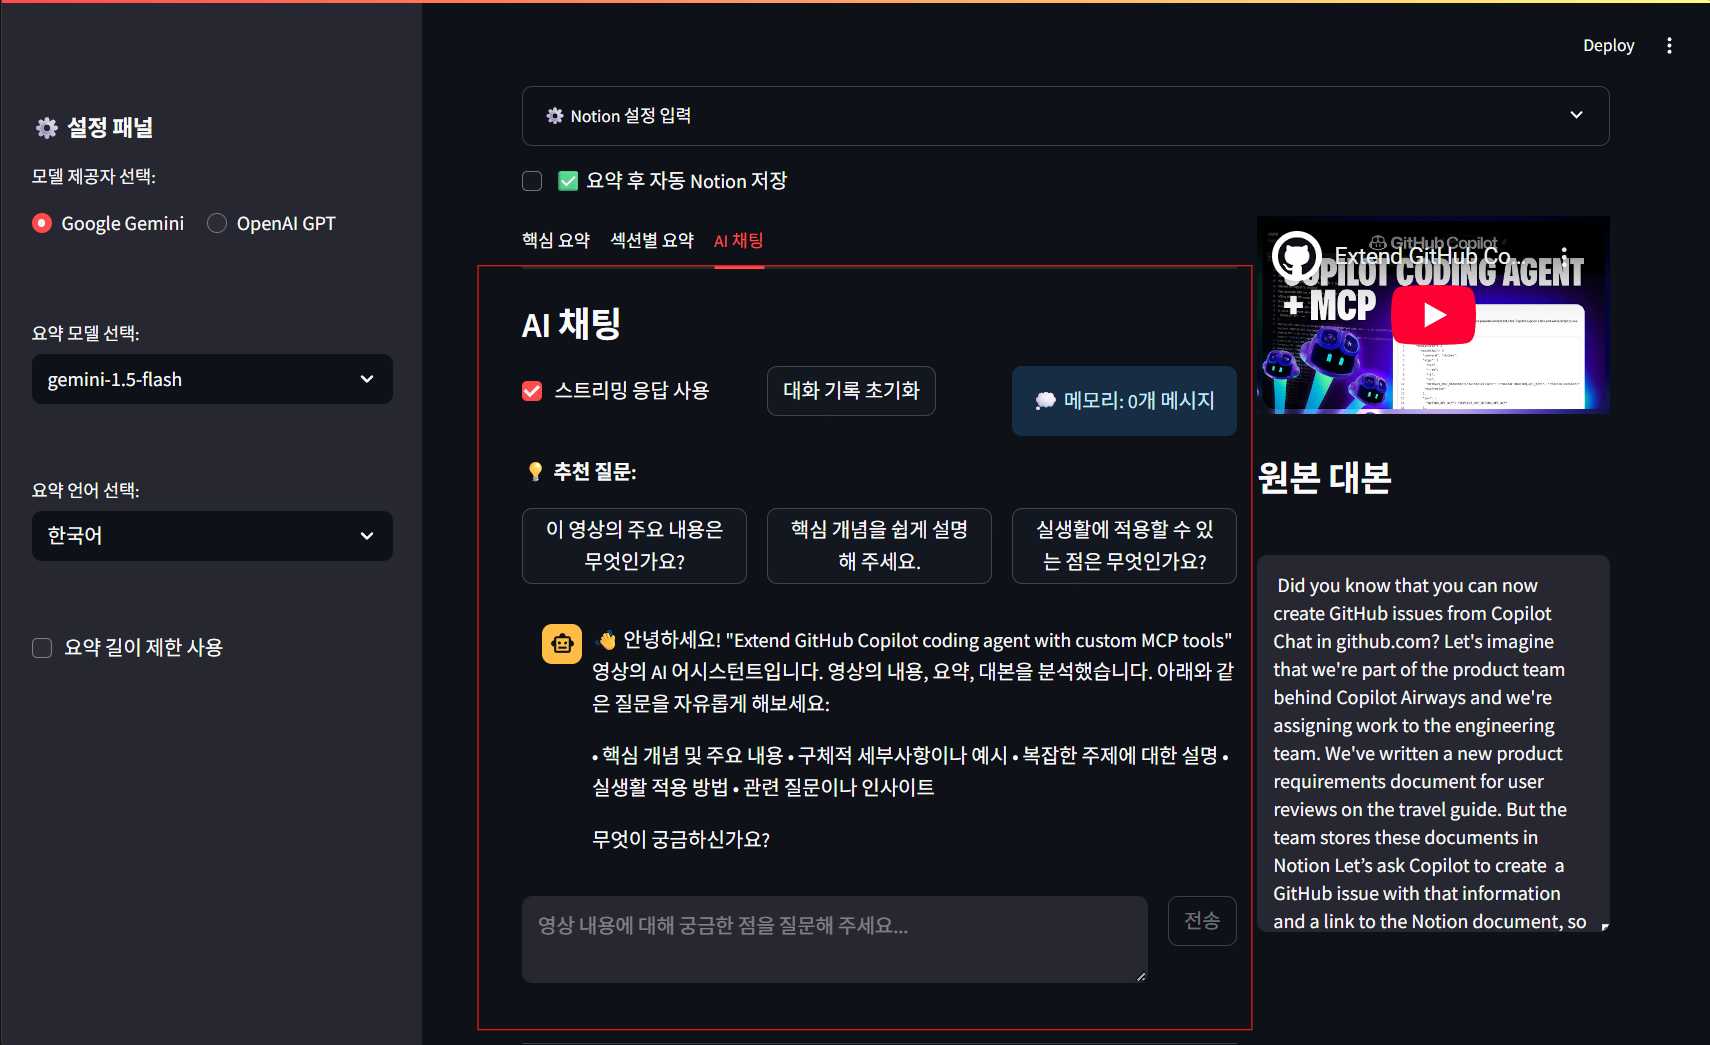 Deploy
설정 패널
모델 제공자 선택:
Google Gemini
OpenAI GPT
요약 모델 선택:
gemini-1.5-flash
요약 언어 선택:
한국어
요약 길이 제한 사용
Notion 설정 입력
요약 후 자동 Notion 저장
핵심 요약
섹션별 요약
AI 채팅
AI 채팅
스트리밍 응답 사용
대화 기록 초기화
메모리: 0개 메시지
추천 질문:
이 영상의 주요 내용은
무엇인가요?
핵심 개념을 쉽게 설명
해 주세요.
실생활에 적용할 수 있
는 점은 무엇인가요?
안녕하세요! "Extend GitHub Copilot coding agent with custom MCP tools"
영상의 AI 어시스턴트입니다. 영상의 내용, 요약, 대본을 분석했습니다. 아래와 같
은 질문을 자유롭게 해보세요:
• 핵심 개념 및 주요 내용 • 구체적 세부사항이나 예시 • 복잡한 주제에 대한 설명 •
실생활 적용 방법 • 관련 질문이나 인사이트
무엇이 궁금하신가요?
영상 내용에 대해 궁금한 점을 질문해 주세요...
전송
GitHub Copilot
Extend GitHub Co...
COPILOT CODING AGENT
+ MCP
원본 대본
Did you know that you can now
create GitHub issues from Copilot
Chat in github.com? Let's imagine
that we're part of the product team
behind Copilot Airways and we're
assigning work to the engineering
team. We've written a new product
requirements document for user
reviews on the travel guide. But the
team stores these documents in
Notion Let’s ask Copilot to create  a
GitHub issue with that information
and a link to the Notion document, so